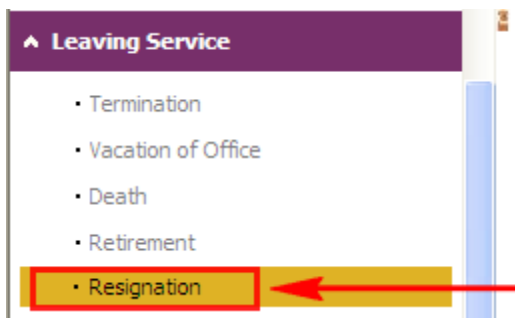 Leaving Service
Termination
Vacation of Office
Death
Retirement
Resignation